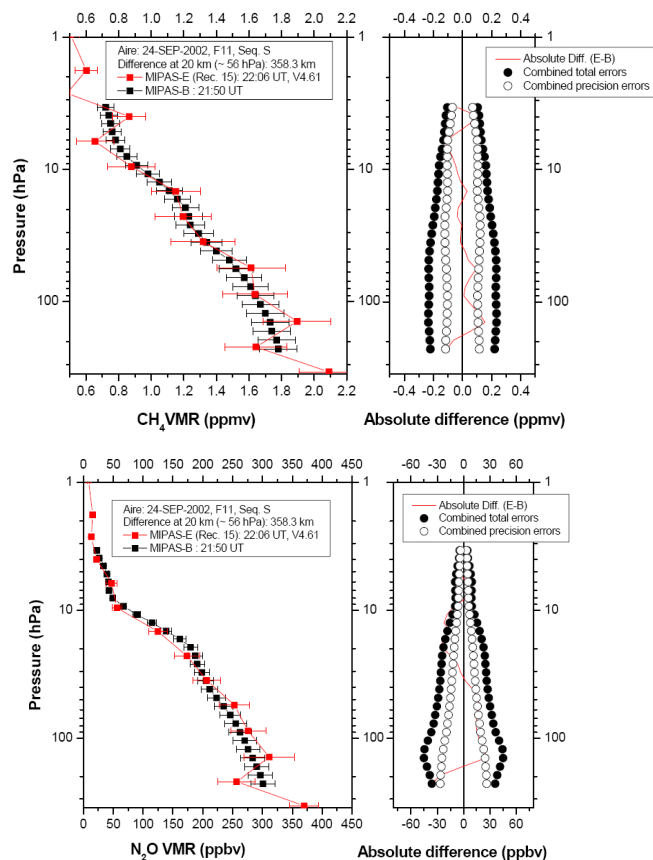 0.6 0.8 1.0 1.2 1.4 1.6 1.8 2.0 2.2
-0.4 -0.2 0.0 0.2 0.4
1
10
100
Pressure (hPa)
Aire: 24-SEP-2002, F11, Seq. S
Difference at 20 km (~ 56 hPa): 358.3 km
MIPAS-E (Rec. 15): 22:06 UT, V4.61
MIPAS-B : 21:50 UT
Absolute Diff. (E-B)
Combined total errors
Combined precision errors
1
10
100
0.6 0.8 1.0 1.2 1.4 1.6 1.8 2.0 2.2
-0.4 -0.2 0.0 0.2 0.4
CH4VMR (ppmv)
Absolute difference (ppmv)
0 50 100 150 200 250 300 350 400 450
-60 -30 0 30 60
1
10
100
Pressure (hPa)
Aire: 24-SEP-2002, F11, Seq. S
Difference at 20 km (~ 56 hPa): 358.3 km
MIPAS-E (Rec. 15): 22:06 UT, V4.61
MIPAS-B : 21:50 UT
Absolute Diff. (E-B)
Combined total errors
Combined precision errors
1
10
100
0 50 100 150 200 250 300 350 400 450
-60 -30 0 30 60
N2O VMR (ppbv)
Absolute difference (ppbv)